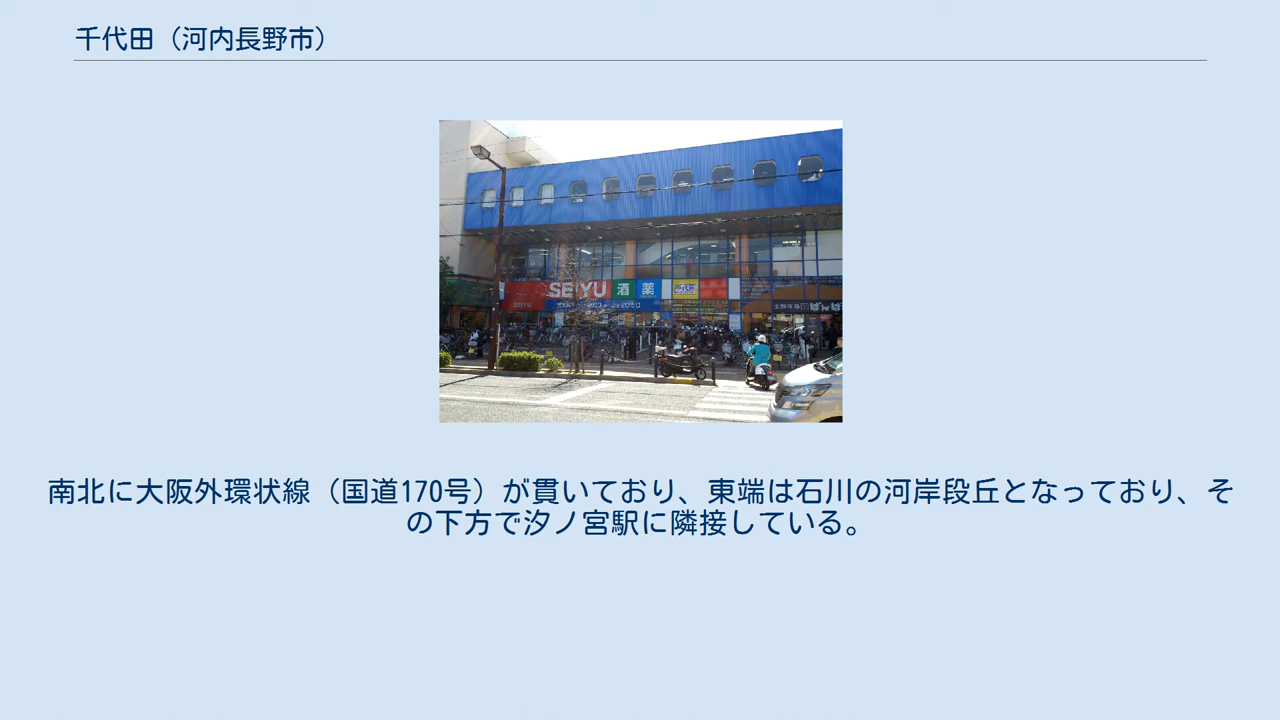 千代田（河内長野市）
SEIYU 酒 薬
SEIYU
南北に大阪外環状線（国道170号）が貫いており、東端は石川の河岸段丘となっており、そ
の下方で汐ノ宮駅に隣接している。